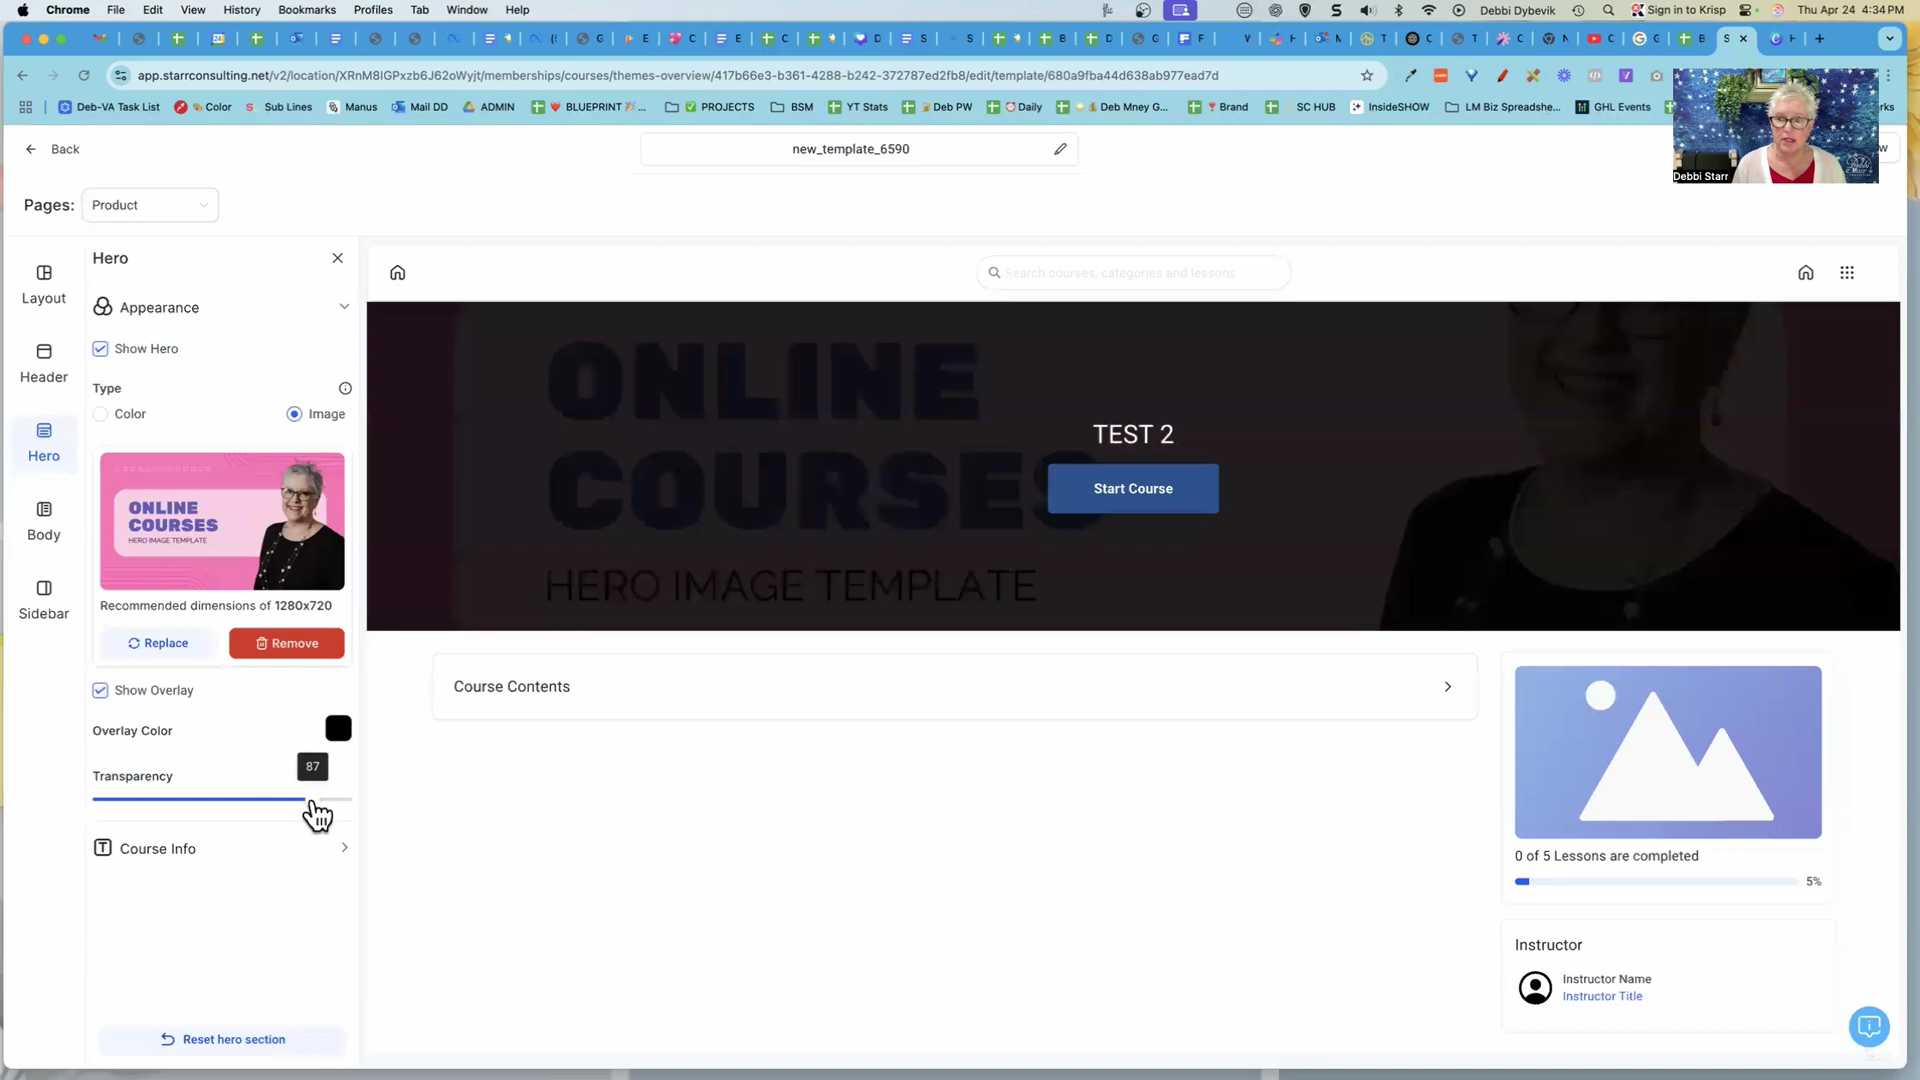 Chrome File Edit View History Bookmarks Profiles Tab Window Help
Debbi Dybevik Sign in to Krisp Thu Apr 24 4:34 PM
app.starrconsulting.net/v2/location/XRnM8IGPxzb6J62oWyjt/memberships/courses/themes-overview/417b66e3-b361-4288-b242-372787ed2fb8/edit/template/680a9fba44d638ab977ead7d
Deb-VA Task List Color Sub Lines Manus Mail DD ADMIN BLUEPRINT PROJECTS BSM YT Stats Deb PW Daily Deb Mney G... Brand SC HUB InsideSHOW LM Biz Spreadshe... GHL Events
Debbi Starr
Back
new_template_6590
Pages: Product
Layout
Header
Hero
Body
Sidebar
Hero
Appearance
Show Hero
Type
Color Image
ONLINE
COURSES
HERO IMAGE TEMPLATE
Recommended dimensions of 1280x720
Replace Remove
Show Overlay
Overlay Color
87
Transparency
Course Info
Reset hero section
Search courses, categories and lessons
ONLINE
COURSES
HERO IMAGE TEMPLATE
TEST 2
Start Course
Course Contents
0 of 5 Lessons are completed
5%
Instructor
Instructor Name
Instructor Title